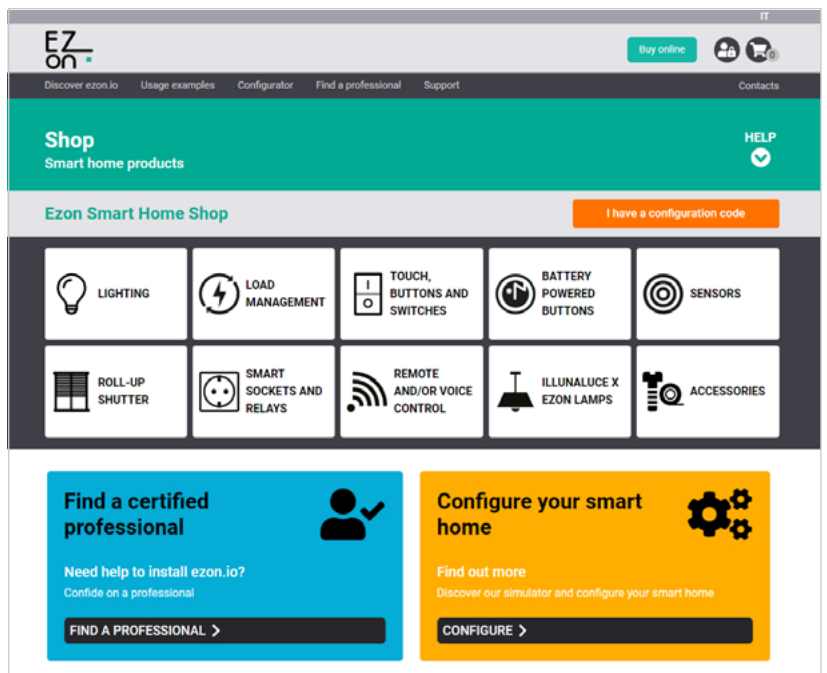 IT
EZ
on
Buy online
0
Discover ezon.io Usage examples Configurator Find a professional Support Contacts
Shop
Smart home products
HELP
Ezon Smart Home Shop
I have a configuration code
LIGHTING
LOAD
MANAGEMENT
TOUCH,
BUTTONS AND
SWITCHES
BATTERY
POWERED
BUTTONS
SENSORS
ROLL-UP
SHUTTER
SMART
SOCKETS AND
RELAYS
REMOTE
AND/OR VOICE
CONTROL
ILLUNALUCE X
EZON LAMPS
ACCESSORIES
Find a certified
professional
Need help to install ezon.io?
Confide on a professional
FIND A PROFESSIONAL
Configure your smart
home
Find out more
Discover our simulator and configure your smart home
CONFIGURE